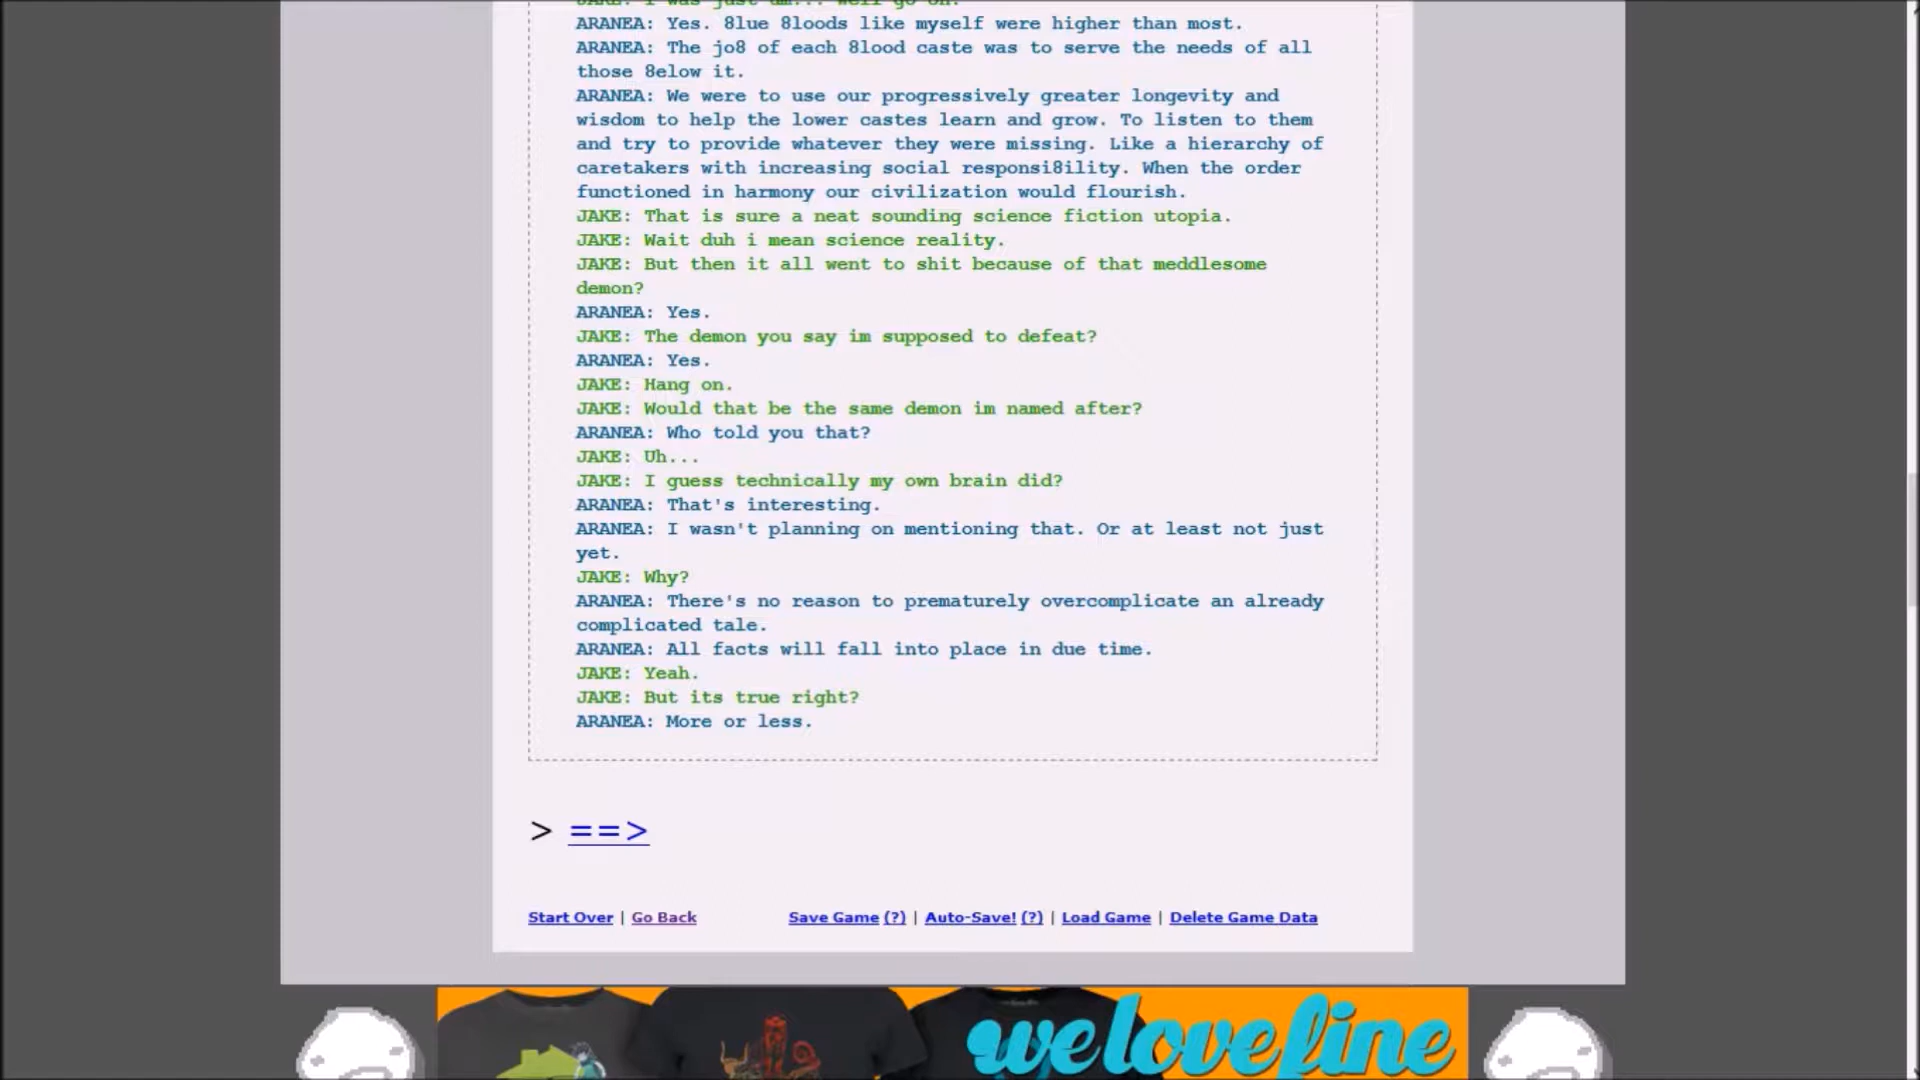 JAKE: I was just um... well go on.
ARANEA: Yes. 8lue 8loods like myself were higher than most.
ARANEA: The jo8 of each 8lood caste was to serve the needs of all
those 8elow it.
ARANEA: We were to use our progressively greater longevity and
wisdom to help the lower castes learn and grow. To listen to them
and try to provide whatever they were missing. Like a hierarchy of
caretakers with increasing social responsi8ility. When the order
functioned in harmony our civilization would flourish.
JAKE: That is sure a neat sounding science fiction utopia.
JAKE: Wait duh i mean science reality.
JAKE: But then it all went to shit because of that meddlesome
demon?
ARANEA: Yes.
JAKE: The demon you say im supposed to defeat?
ARANEA: Yes.
JAKE: Hang on.
JAKE: Would that be the same demon im named after?
ARANEA: Who told you that?
JAKE: Uh...
JAKE: I guess technically my own brain did?
ARANEA: That's interesting.
ARANEA: I wasn't planning on mentioning that. Or at least not just
yet.
JAKE: Why?
ARANEA: There's no reason to prematurely overcomplicate an already
complicated tale.
ARANEA: All facts will fall into place in due time.
JAKE: Yeah.
JAKE: But its true right?
ARANEA: More or less.
> ==>
Start Over | Go Back Save Game (?) | Auto-Save! (?) | Load Game | Delete Game Data
welovefine